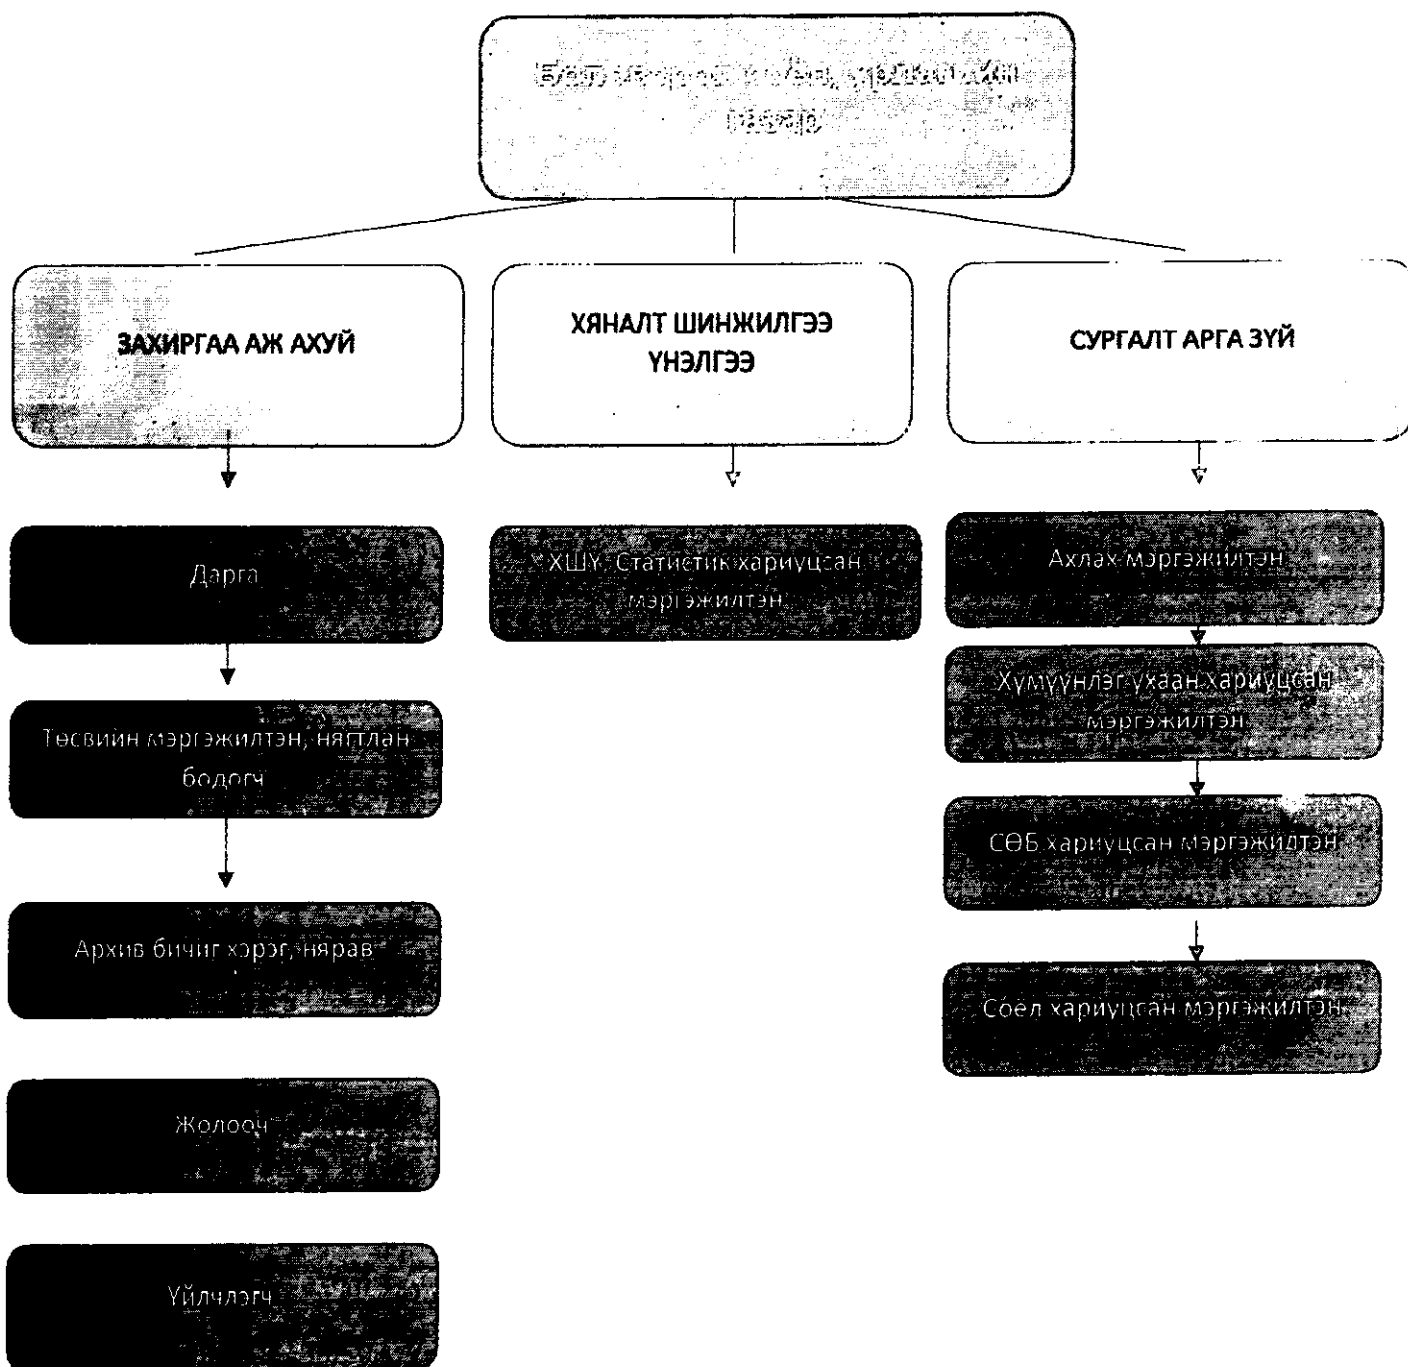 ЗАХИРГАА АЖ АХУЙ
ХЯНАЛТ ШИНЖИЛГЭЭ
ҮНЭЛГЭЭ
СУРГАЛТ АРГА ЗҮЙ
Дарга
Төсвийн мэргэжилтэн, нягтлан
бодогч
Архив бичиг хэрэг, нярав
Жолооч
Үйлчлэгч
ХШҮ, Статистик хариуцсан
мэргэжилтэн
Ахлах мэргэжилтэн
Хүмүүнлэг ухаан хариуцсан
мэргэжилтэн
СӨБ хариуцсан мэргэжилтэн
Соёл хариуцсан мэргэжилтэн